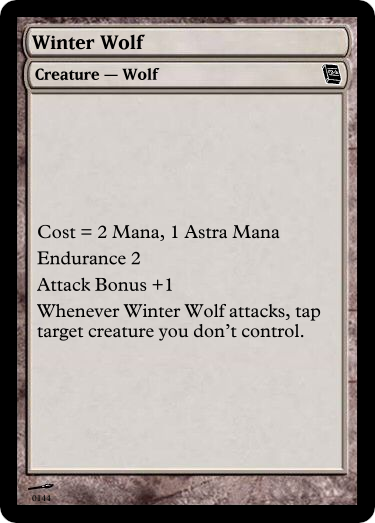 Winter Wolf
Creature — Wolf
Cost = 2 Mana, 1 Astra Mana
Endurance 2
Attack Bonus +1
Whenever Winter Wolf attacks, tap
target creature you don't control.
0144